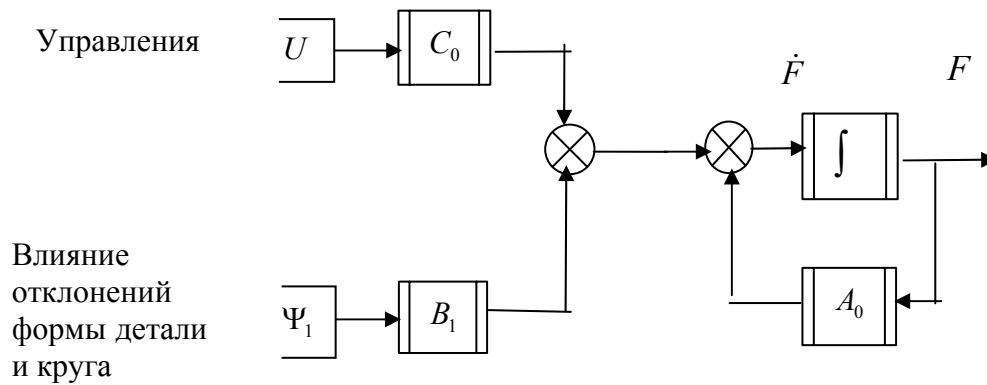 Управления
U
C₀
Ḟ
F
∫
Влияние
отклонений
формы детали
и круга
Ψ₁
B₁
A₀